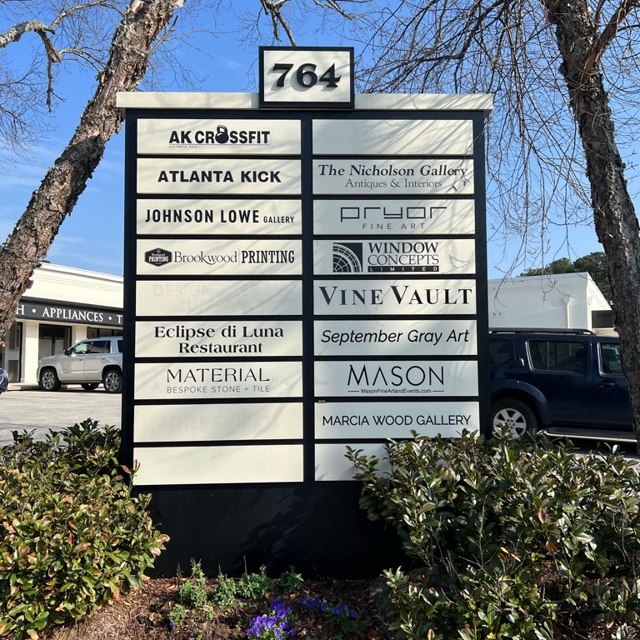 764
AK CROSSFIT
ATLANTA KICK
JOHNSON LOWE GALLERY
PRINTING
Brookwood PRINTING
DESIGN
Eclipse di Luna
Restaurant
MATERIAL
BESPOKE STONE + TILE
The Nicholson Gallery
Antiques & Interiors
pryor
FINE ART
WINDOW
CONCEPTS
LIMITED
VINE VAULT
September Gray Art
MASON
MasonFineArtandEvents.com
MARCIA WOOD GALLERY
H • APPLIANCES • T